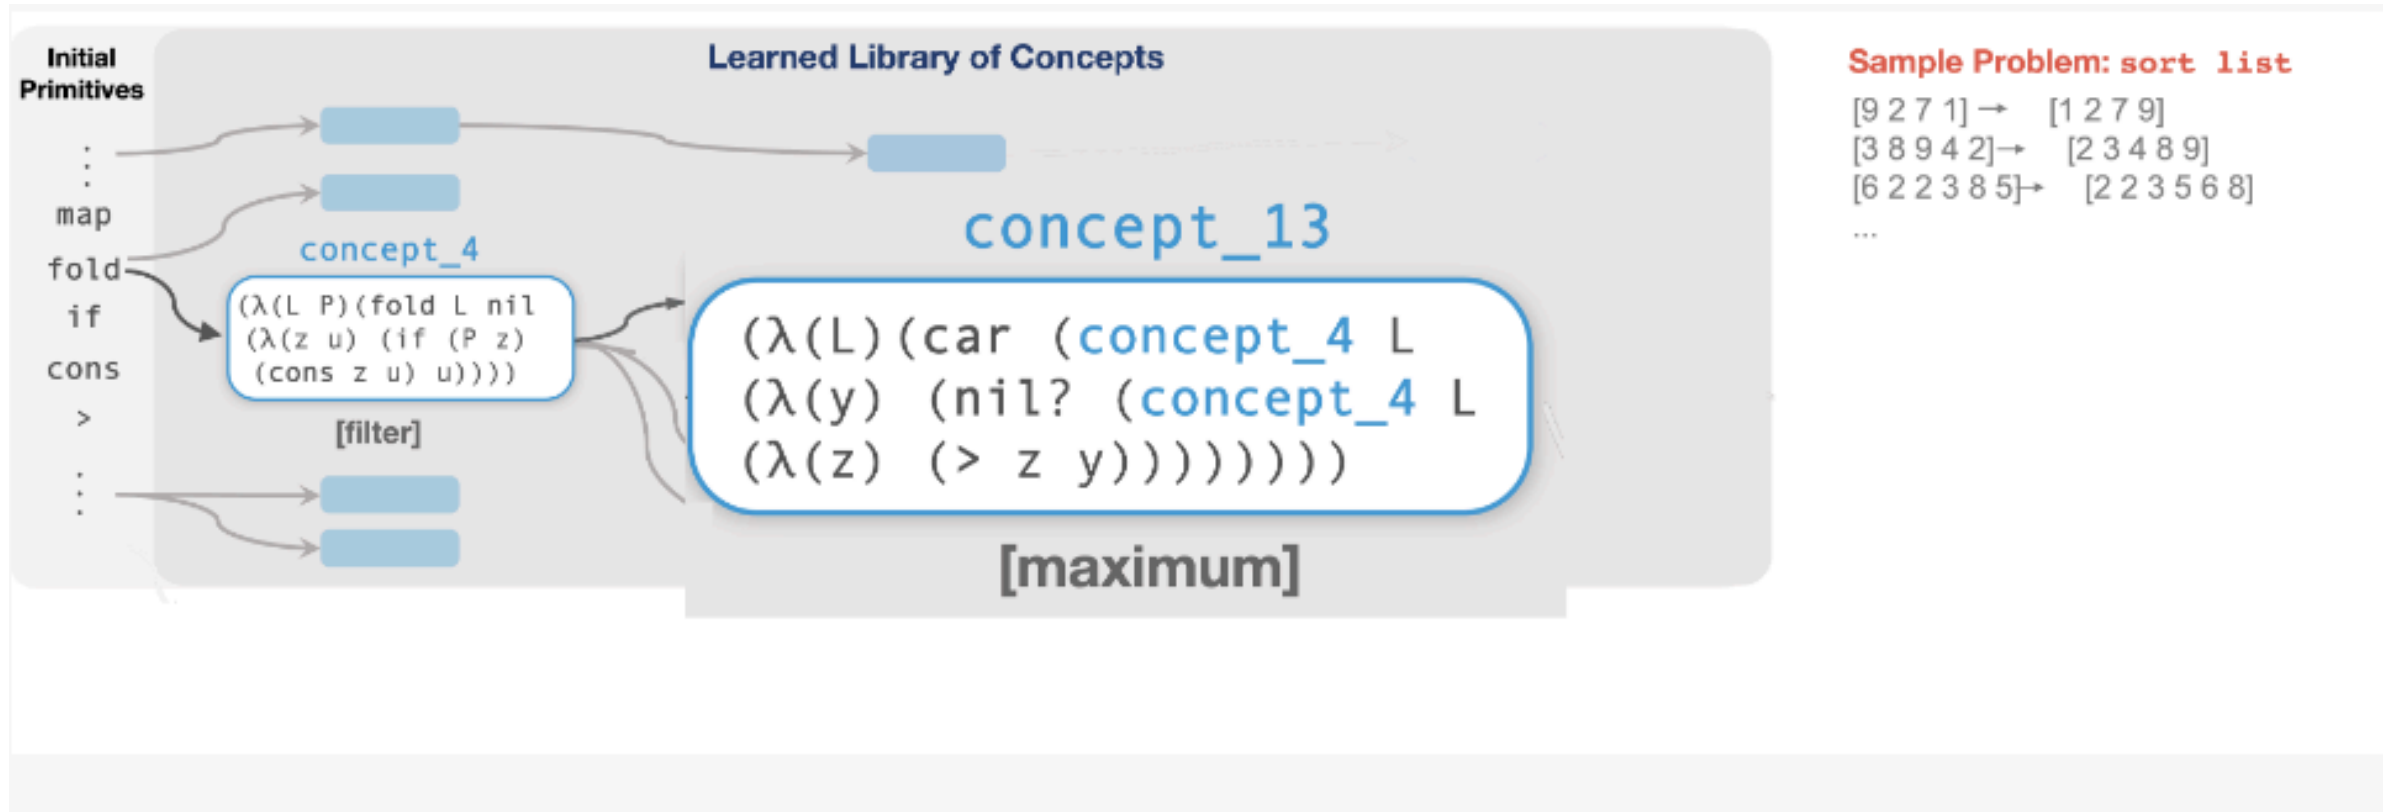 Initial
Primitives
⋮
map
fold
if
cons
>
⋮
Learned Library of Concepts
concept_4
(λ(L P)(fold L nil
(λ(z u) (if (P z)
(cons z u) u))))
[filter]
concept_13
(λ(L)(car (concept_4 L
(λ(y) (nil? (concept_4 L
(λ(z) (> z y))))))))
[maximum]
Sample Problem: sort list
[9 2 7 1]→ [1 2 7 9]
[3 8 9 4 2]→ [2 3 4 8 9]
[6 2 2 3 8 5]→ [2 2 3 5 6 8]
...